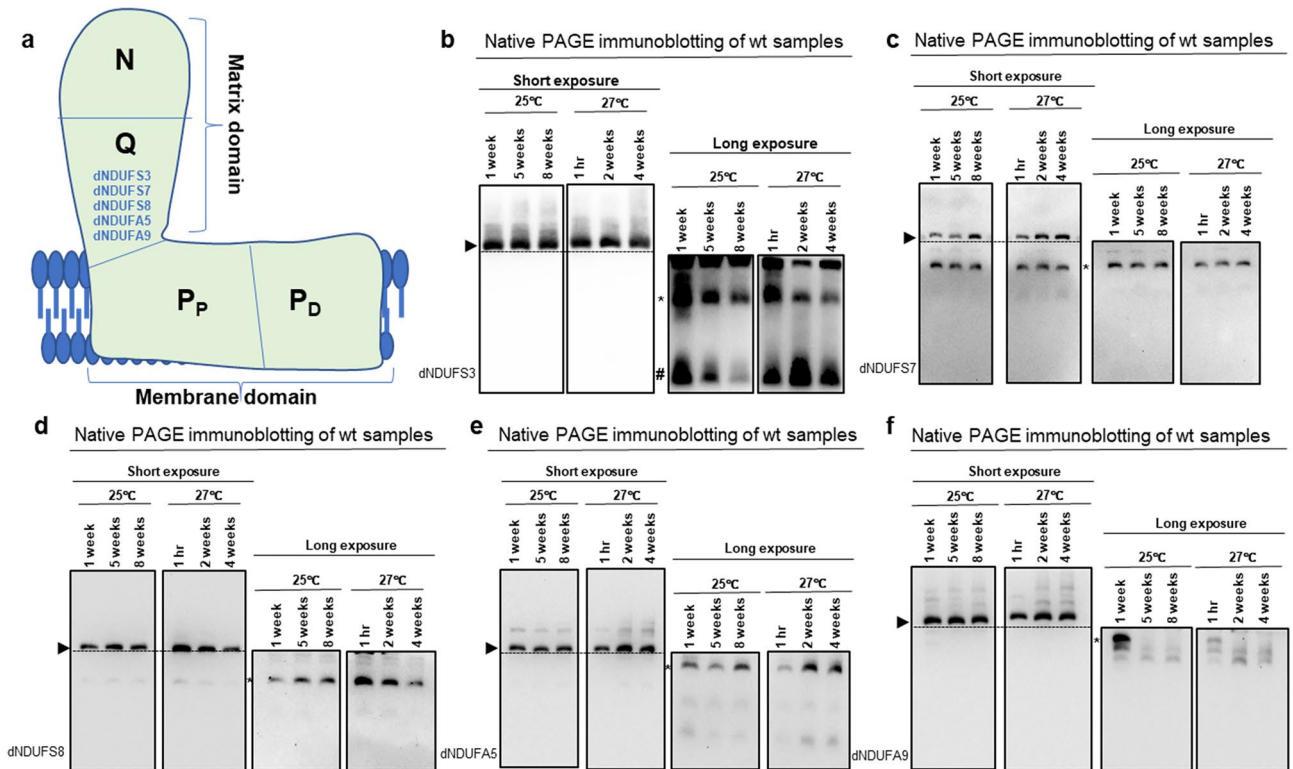 a
N
Q
dNDUFS3
dNDUFS7
dNDUFS8
dNDUFA5
dNDUFA9
Matrix domain
PP
PD
Membrane domain
b
Native PAGE immunoblotting of wt samples
Short exposure
25°C
27°C
1 week
5 weeks
8 weeks
1 hr
2 weeks
4 weeks
Long exposure
25°C
27°C
1 week
5 weeks
8 weeks
1 hr
2 weeks
4 weeks
*
#
dNDUFS3
c
Native PAGE immunoblotting of wt samples
Short exposure
25°C
27°C
1 week
5 weeks
8 weeks
1 hr
2 weeks
4 weeks
Long exposure
25°C
27°C
1 week
5 weeks
8 weeks
1 hr
2 weeks
4 weeks
*
dNDUFS7
d
Native PAGE immunoblotting of wt samples
Short exposure
25°C
27°C
1 week
5 weeks
8 weeks
1 hr
2 weeks
4 weeks
Long exposure
25°C
27°C
1 week
5 weeks
8 weeks
1 hr
2 weeks
4 weeks
*
dNDUFS8
e
Native PAGE immunoblotting of wt samples
Short exposure
25°C
27°C
1 week
5 weeks
8 weeks
1 hr
2 weeks
4 weeks
Long exposure
25°C
27°C
1 week
5 weeks
8 weeks
1 hr
2 weeks
4 weeks
*
dNDUFA5
f
Native PAGE immunoblotting of wt samples
Short exposure
25°C
27°C
1 week
5 weeks
8 weeks
1 hr
2 weeks
4 weeks
Long exposure
25°C
27°C
1 week
5 weeks
8 weeks
1 hr
2 weeks
4 weeks
*
dNDUFA9